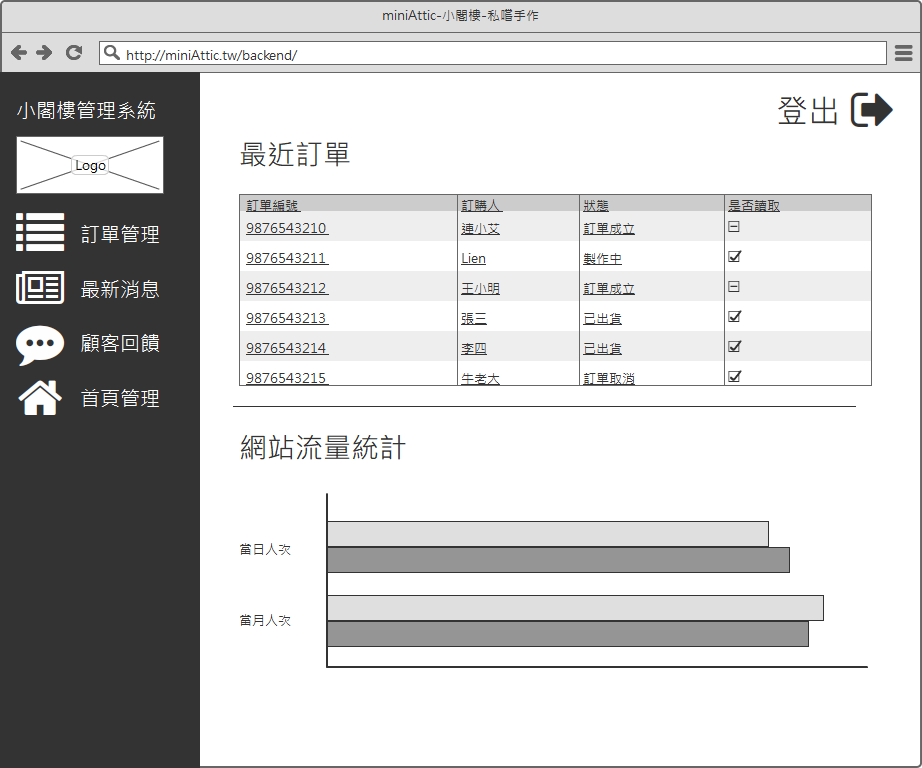 miniAttic-小閣樓-私嚐手作
http://miniAttic.tw/backend/
小閣樓管理系統
Logo
訂單管理
最新消息
顧客回饋
首頁管理
登出
最近訂單
訂單編號 訂購人 狀態 是否讀取
9876543210 連小艾 訂單成立
9876543211 Lien 製作中
9876543212 王小明 訂單成立
9876543213 張三 已出貨
9876543214 李四 已出貨
9876543215 牛老大 訂單取消
網站流量統計
當日人次
當月人次